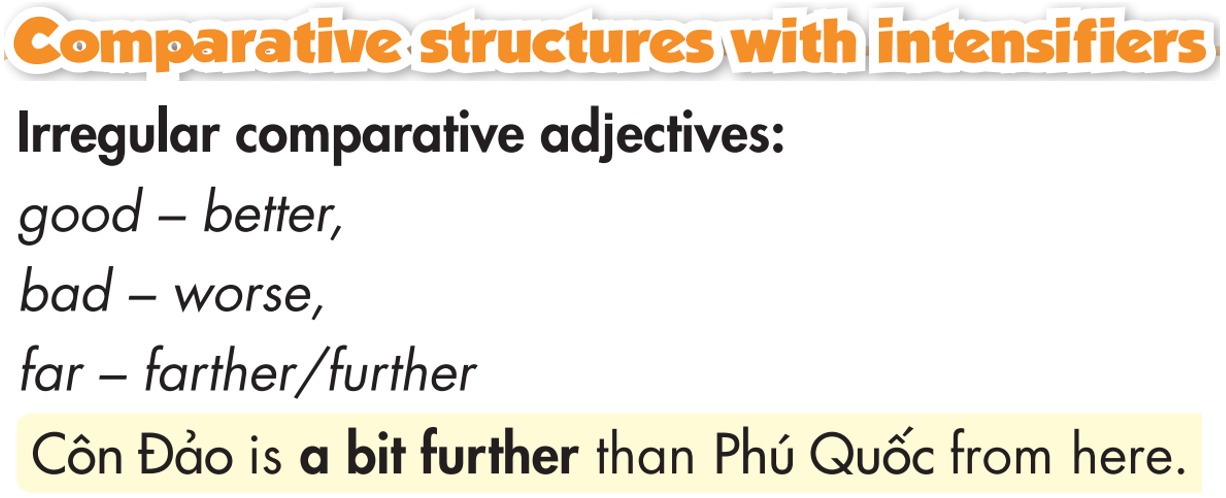 Comparative structures with intensifiers
Irregular comparative adjectives:
good – better,
bad – worse,
far – farther/further
Côn Đảo is a bit further than Phú Quốc from here.